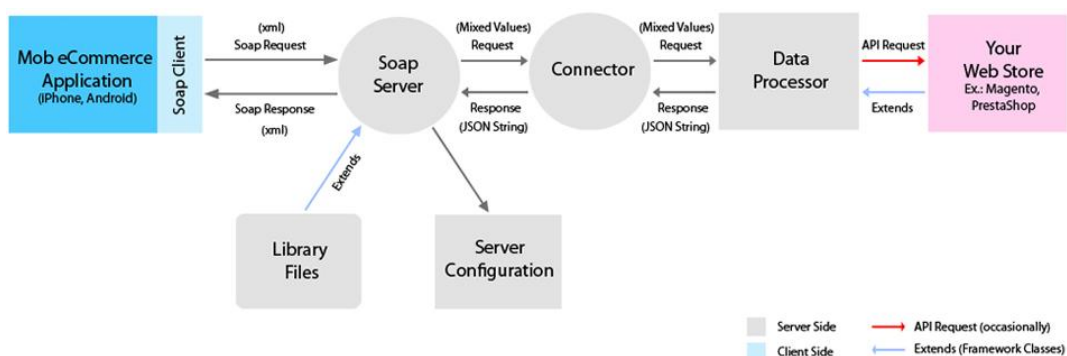 Mob eCommerce
Application
(iPhone, Android)
Soap Client
(xml)
Soap Request
Soap Response
(xml)
Soap
Server
(Mixed Values)
Request
Response
(JSON String)
Connector
(Mixed Values)
Request
Response
(JSON String)
Data
Processor
API Request
Extends
Your
Web Store
Ex.: Magento,
PrestaShop
Extends
Library
Files
Server
Configuration
Server Side
API Request (occasionally)
Client Side
Extends (Framework Classes)